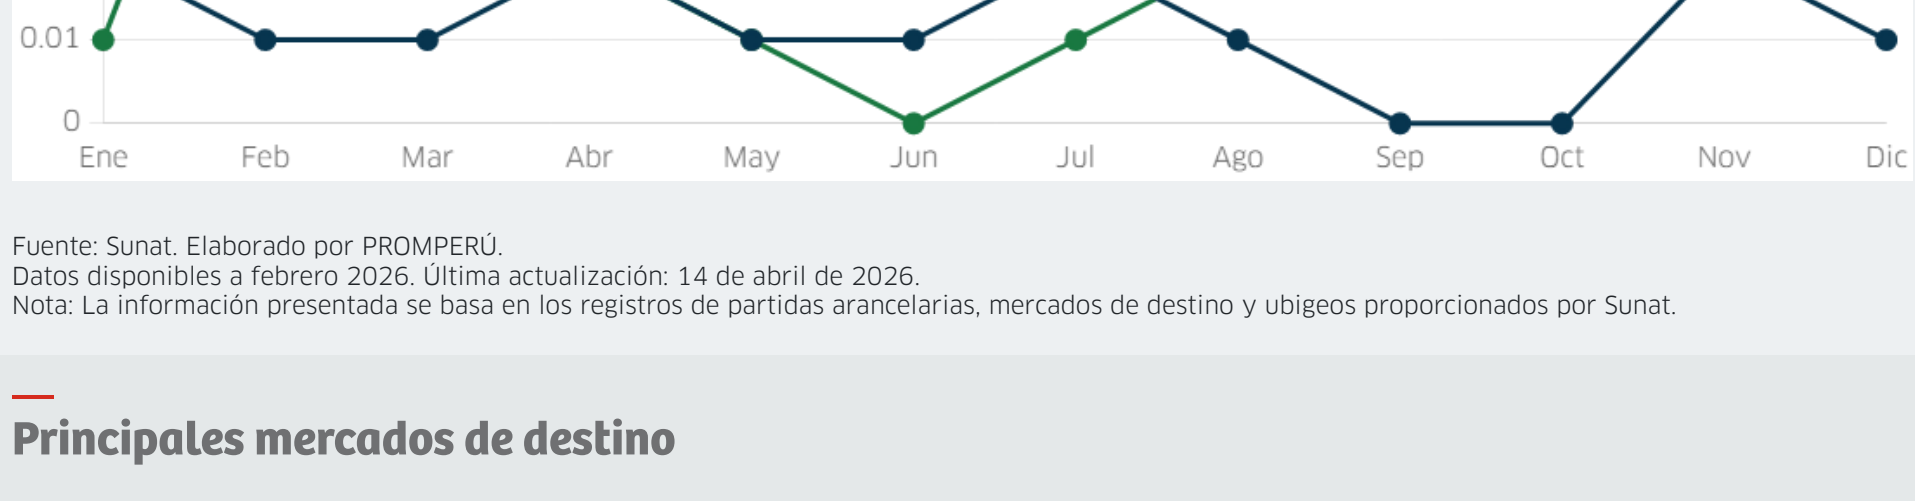 0.01
0
Ene Feb Mar Abr May Jun Jul Ago Sep Oct Nov Dic
Fuente: Sunat. Elaborado por PROMPERÚ.
Datos disponibles a febrero 2026. Última actualización: 14 de abril de 2026.
Nota: La información presentada se basa en los registros de partidas arancelarias, mercados de destino y ubigeos proporcionados por Sunat.
Principales mercados de destino